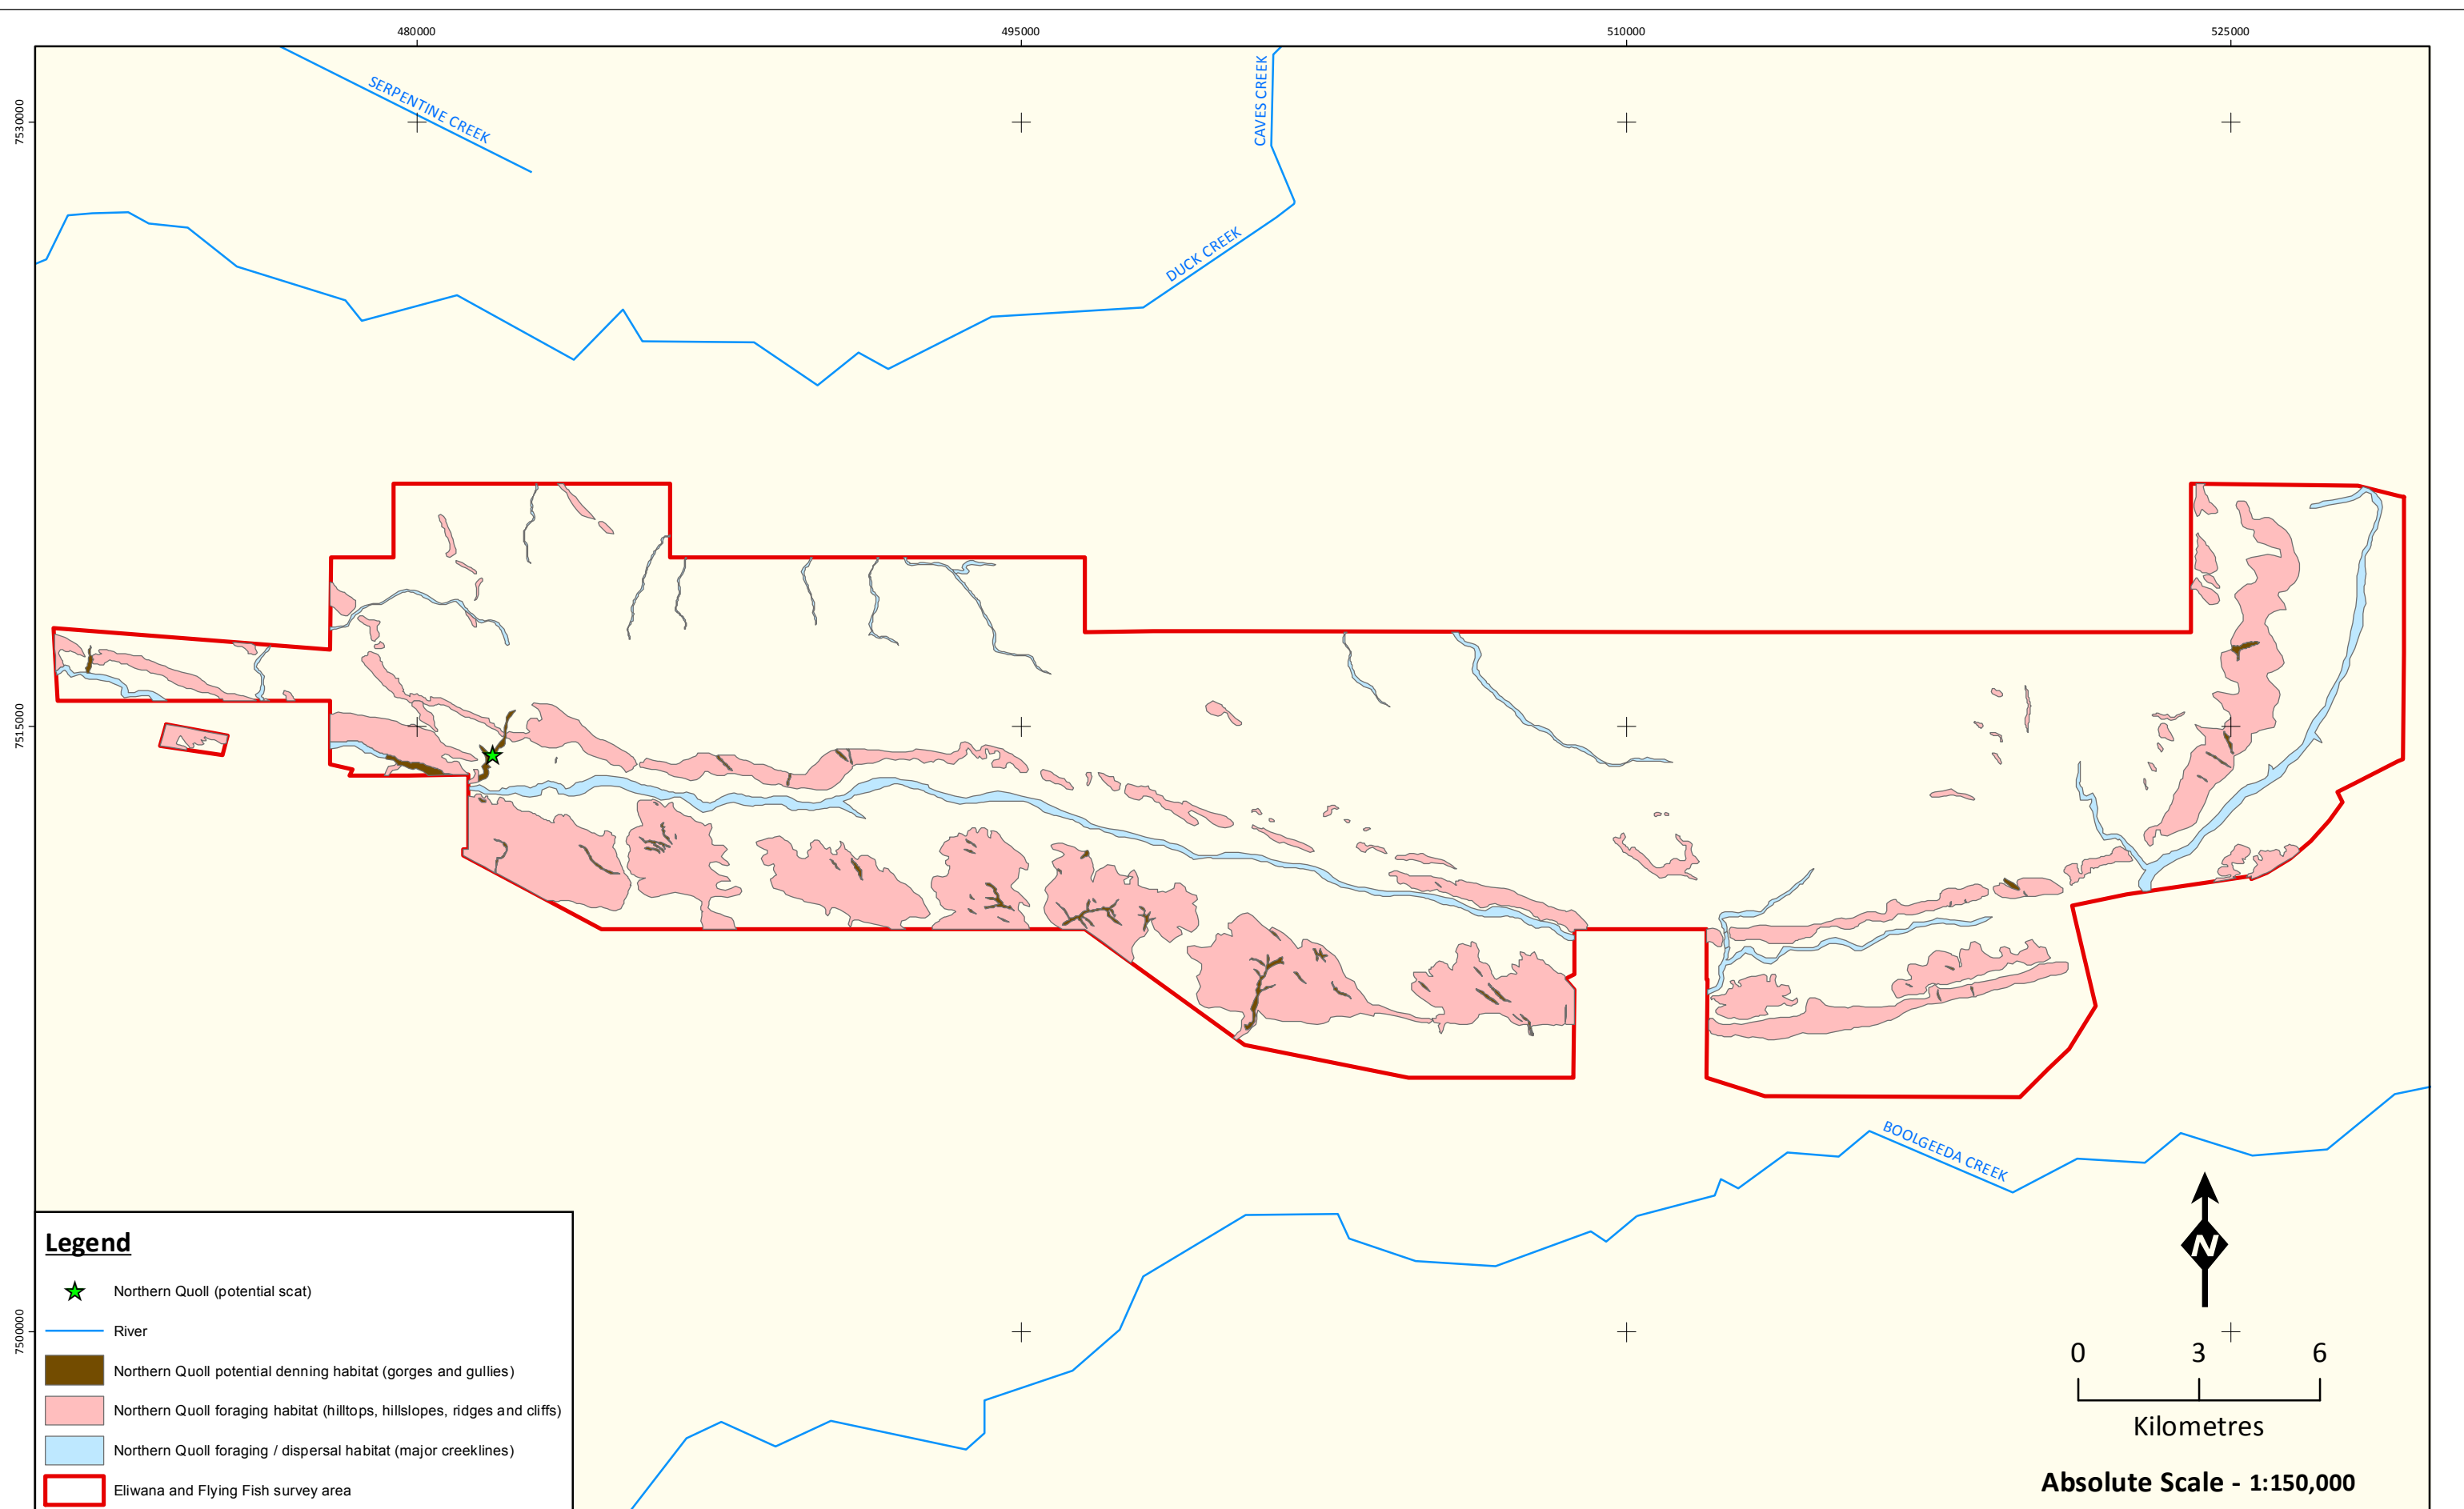 480000
495000
510000
525000
7530000
SERPENTINE CREEK
CAVES CREEK
DUCK CREEK
7515000
BOOLGEEDA CREEK
7500000
Legend
Northern Quoll (potential scat)
River
Northern Quoll potential denning habitat (gorges and gullies)
Northern Quoll foraging habitat (hilltops, hillslopes, ridges and cliffs)
Northern Quoll foraging / dispersal habitat (major creeklines)
Eliwana and Flying Fish survey area
N
0 3 6
Kilometres
Absolute Scale - 1:150,000